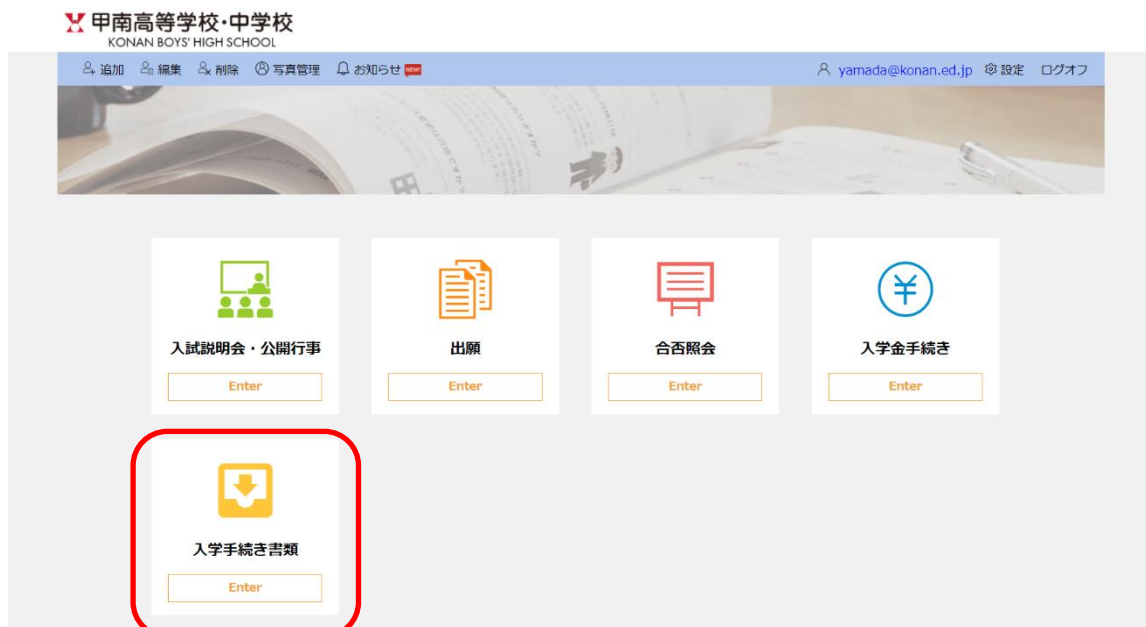 甲南高等学校・中学校
KONAN BOYS' HIGH SCHOOL
追加 編集 削除 写真管理 お知らせ NEW yamada@konan.ed.jp 設定 ログオフ
入試説明会・公開行事 出願 合否照会 入学金手続き
Enter Enter Enter Enter
入学手続き書類
Enter